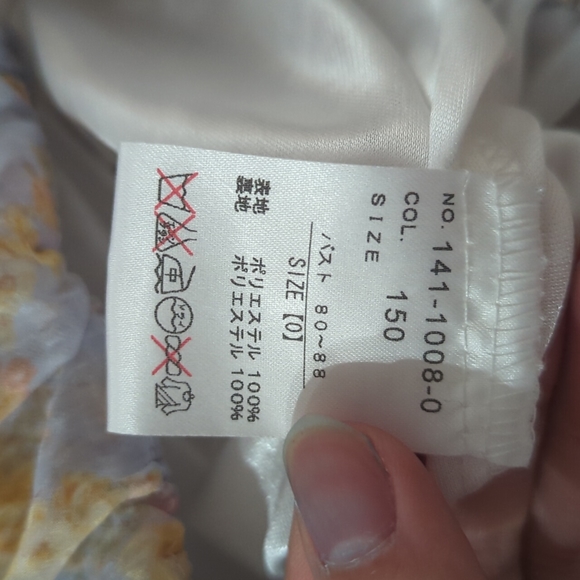 NO. 141-1008-0
COL. 150
SIZE
バスト 80~88
SIZE【0】
表地 ポリエステル 100%
裏地 ポリエステル 100%